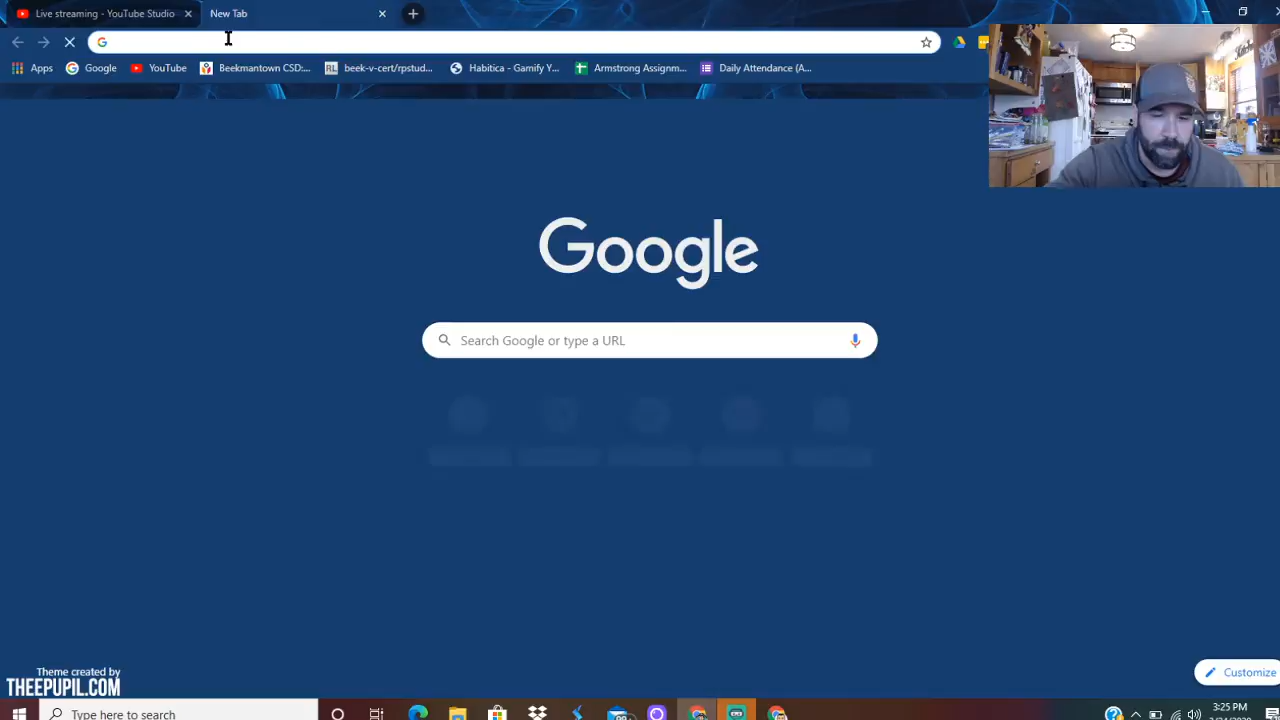 Live streaming - YouTube Studio
New Tab
Apps
Google
YouTube
Beekmantown CSD:...
RL beek-v-cert/rpstud...
Habitica - Gamify Y...
Armstrong Assignm...
Daily Attendance (A...
Google
Search Google or type a URL
Theme created by
THEEPUPIL.COM
Customize
Type here to search
99+
3:25 PM